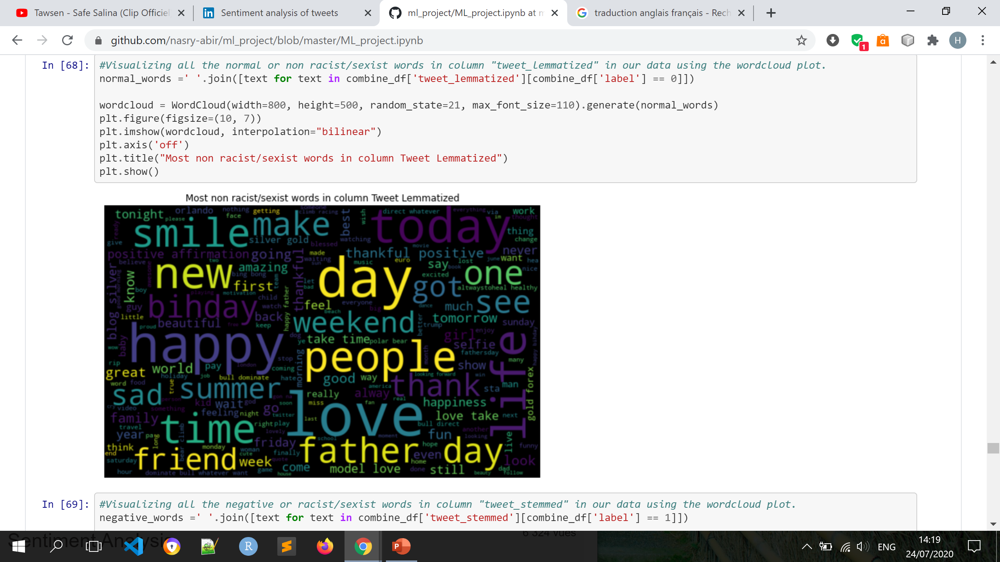 Tawsen - Safe Salina (Clip Officiel
Sentiment analysis of tweets
ml_project/ML_project.ipynb at m
traduction anglais français - Rech
github.com/nasry-abir/ml_project/blob/master/ML_project.ipynb
1
a
H
In [68]:
#Visualizing all the normal or non racist/sexist words in column "tweet_lemmatized" in our data using the wordcloud plot.
normal_words =' '.join([text for text in combine_df['tweet_lemmatized'][combine_df['label'] == 0]])
wordcloud = WordCloud(width=800, height=500, random_state=21, max_font_size=110).generate(normal_words)
plt.figure(figsize=(10, 7))
plt.imshow(wordcloud, interpolation="bilinear")
plt.axis('off')
plt.title("Most non racist/sexist words in column Tweet Lemmatized")
plt.show()
Most non racist/sexist words in column Tweet Lemmatized
tonight orlando nothing getting someone best wish direct whatever everything via work
please face climb racing im thought
smile make today thing
ready silver gold watching change
give blessed movie never
positive affirmation going thankful made thankful positive
believe two waiting euro june want hea
new amazing sun music say lost book one nice
silver know awesome bing bong day excited
good morning first team let got
boy playing motivation bad altwaystoheal healthy
bihday child happy father feel everyone see
guy watch dance much
blog little back big beach
beautiful free keep weekend better trump tomorrow sunday
proud dog girl enjoy
happy take time polar bear life happy bihday
wow baby ye selfie
people month fathersday
rip stop morning many
great world pay london coming show
holiday job bull dominate hate good way looking forward win gold forex
word food true thank man
sad summer america sta
person gon na really alway
kid wait god soon miss fan real happiness
cry video something love
family feeling night go twitter love take next
time right play last bull direct
travel lovely another
year pa long bear climb moment fun looking live
school
think monday friday father day hope funny
end woman even
friend cute finally home look
saturday week quote come model love done still dad
hour dominate bull whatever want game house beauty follow
In [69]:
#Visualizing all the negative or racist/sexist words in column "tweet_stemmed" in our data using the wordcloud plot.
negative_words =' '.join([text for text in combine_df['tweet_stemmed'][combine_df['label'] == 1]])
Sentiment Analysis
6 324 vues
R
P
ENG
14:19
24/07/2020